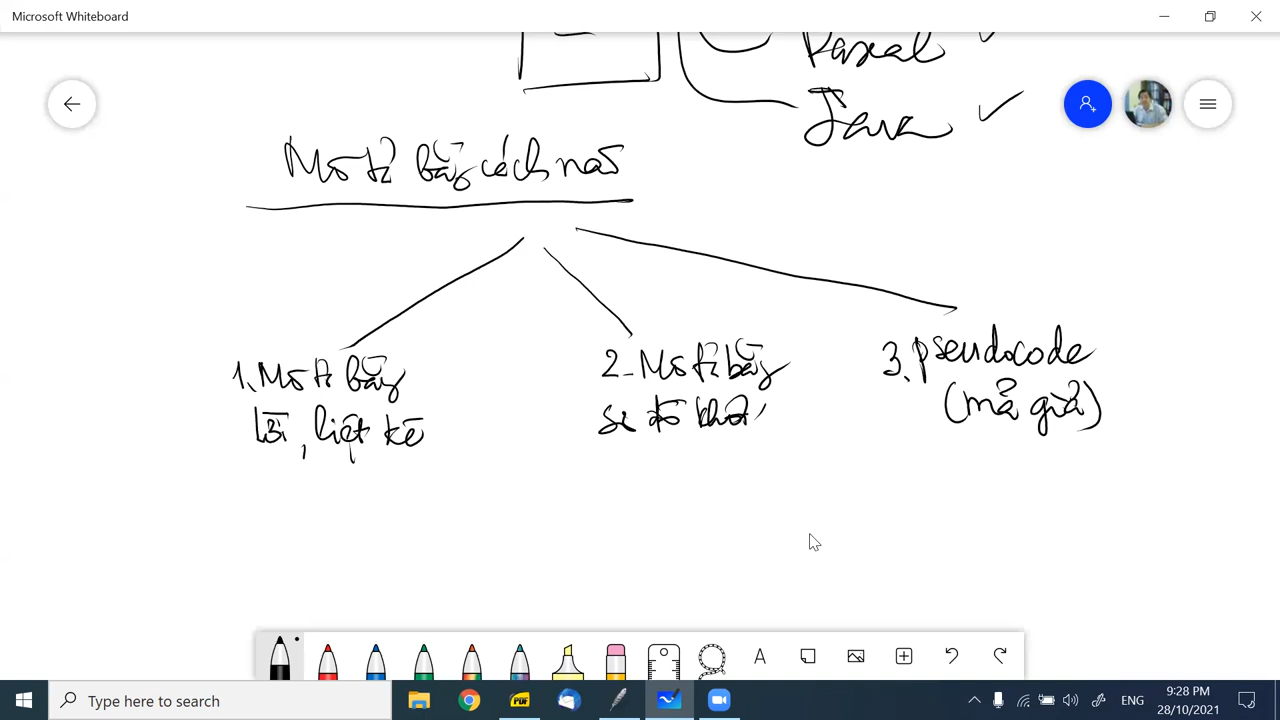 Microsoft Whiteboard
Pascal ✓
Java ✓
Mô tả bằng cách nào
1. Mô tả bằng
lời, liệt kê
2 - Mô tả bằng
sơ đồ khối
3. pseudocode
(mã giả)
A
Type here to search
PDF
ENG
9:28 PM
28/10/2021